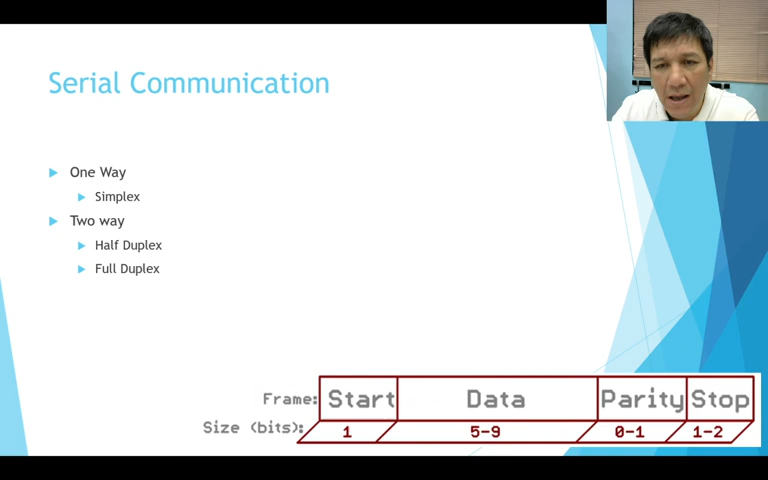 Serial Communication
One Way
Simplex
Two way
Half Duplex
Full Duplex
Frame: Start Data Parity Stop
Size (bits): 1 5-9 0-1 1-2